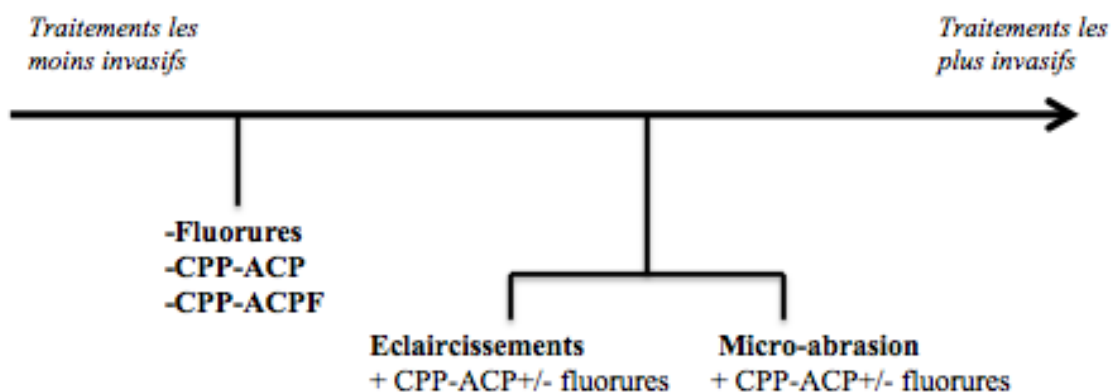 Traitements les
moins invasifs
Traitements les
plus invasifs
-Fluorures
-CPP-ACP
-CPP-ACPF
Eclaircissements
+ CPP-ACP+/- fluorures
Micro-abrasion
+ CPP-ACP+/- fluorures